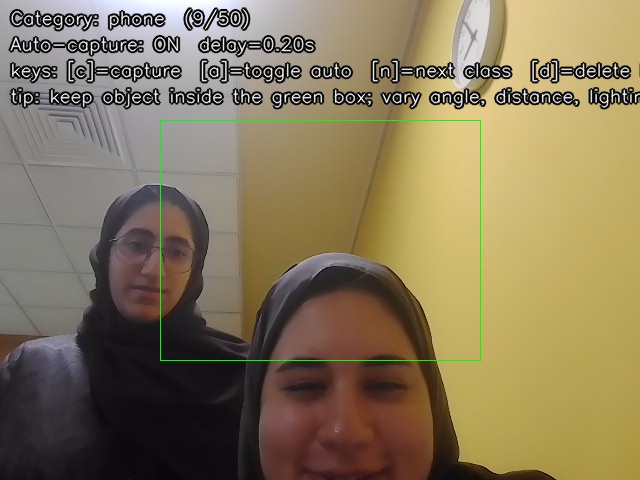 Category: phone (9/50)
Auto-capture: ON delay=0.20s
keys: [c]=capture [a]=toggle auto [n]=next class [d]=delete
tip: keep object inside the green box; vary angle, distance, lightin